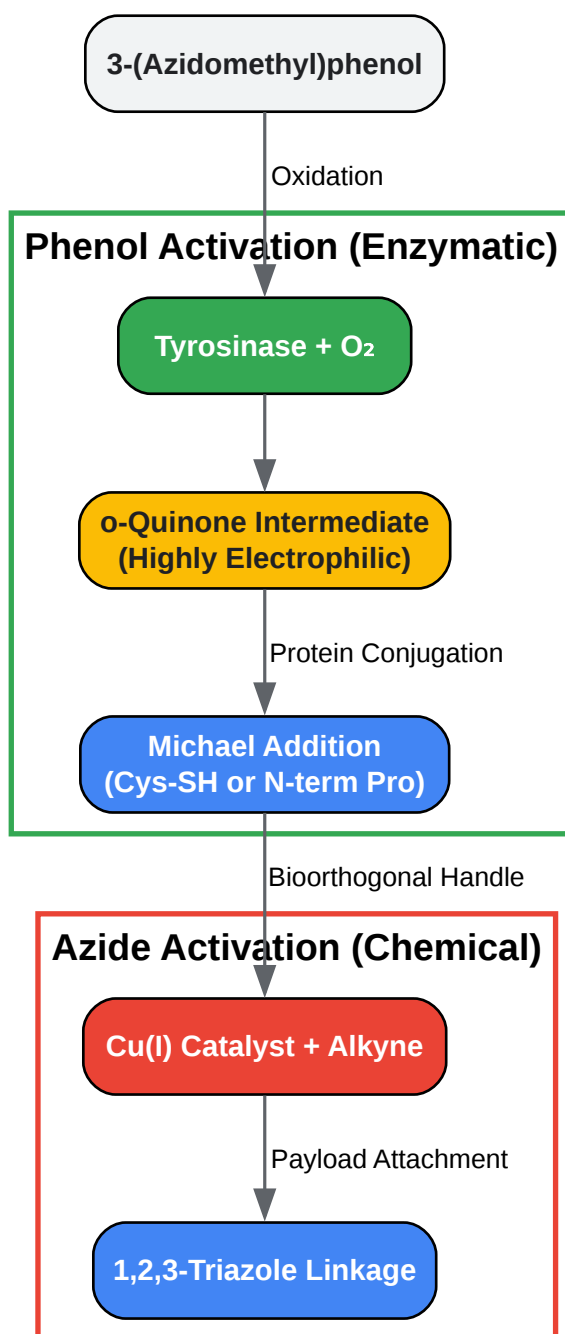 3-(Azidomethyl)phenol
Oxidation
Phenol Activation (Enzymatic)
Tyrosinase + O₂
o-Quinone Intermediate
(Highly Electrophilic)
Protein Conjugation
Michael Addition
(Cys-SH or N-term Pro)
Bioorthogonal Handle
Azide Activation (Chemical)
Cu(I) Catalyst + Alkyne
Payload Attachment
1,2,3-Triazole Linkage